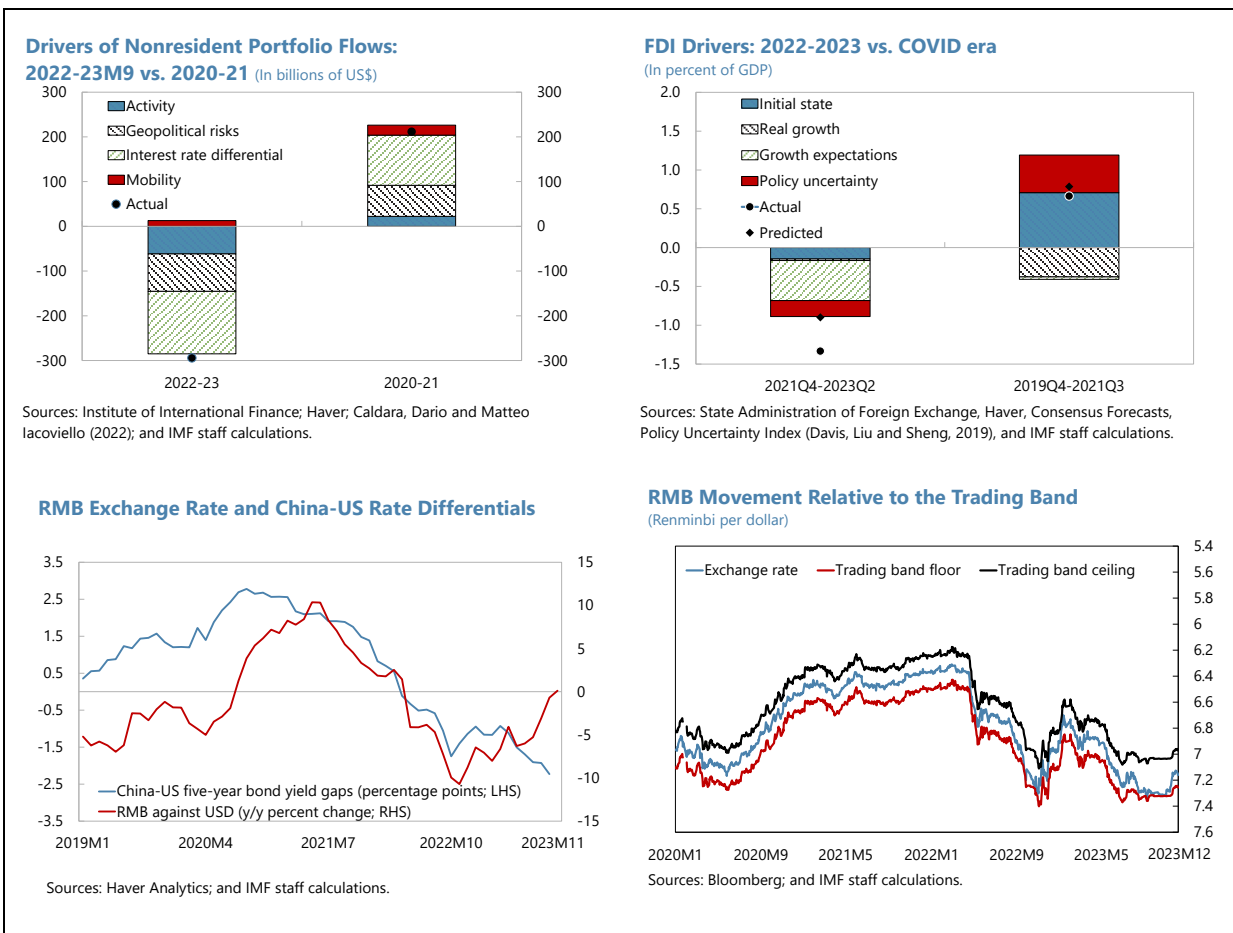 Drivers of Nonresident Portfolio Flows:
2022-23M9 vs. 2020-21 (In billions of US$)
300
200
100
0
-100
-200
-300
300
200
100
0
-100
-200
-300
Activity
Geopolitical risks
Interest rate differential
Mobility
Actual
2022-23
2020-21
Sources: Institute of International Finance; Haver; Caldara, Dario and Matteo
Iacoviello (2022); and IMF staff calculations.
FDI Drivers: 2022-2023 vs. COVID era
(In percent of GDP)
2.0
1.5
1.0
0.5
0.0
-0.5
-1.0
-1.5
Initial state
Real growth
Growth expectations
Policy uncertainty
Actual
Predicted
2021Q4-2023Q2
2019Q4-2021Q3
Sources: State Administration of Foreign Exchange, Haver, Consensus Forecasts,
Policy Uncertainty Index (Davis, Liu and Sheng, 2019), and IMF staff calculations.
RMB Exchange Rate and China-US Rate Differentials
3.5
2.5
1.5
0.5
-0.5
-1.5
-2.5
-3.5
15
10
5
0
-5
-10
-15
China-US five-year bond yield gaps (percentage points; LHS)
RMB against USD (y/y percent change; RHS)
2019M1
2020M4
2021M7
2022M10
2023M11
Sources: Haver Analytics; and IMF staff calculations.
RMB Movement Relative to the Trading Band
(Renminbi per dollar)
Exchange rate
Trading band floor
Trading band ceiling
5.4
5.6
5.8
6
6.2
6.4
6.6
6.8
7
7.2
7.4
7.6
2020M1
2020M9
2021M5
2022M1
2022M9
2023M5
2023M12
Sources: Bloomberg; and IMF staff calculations.